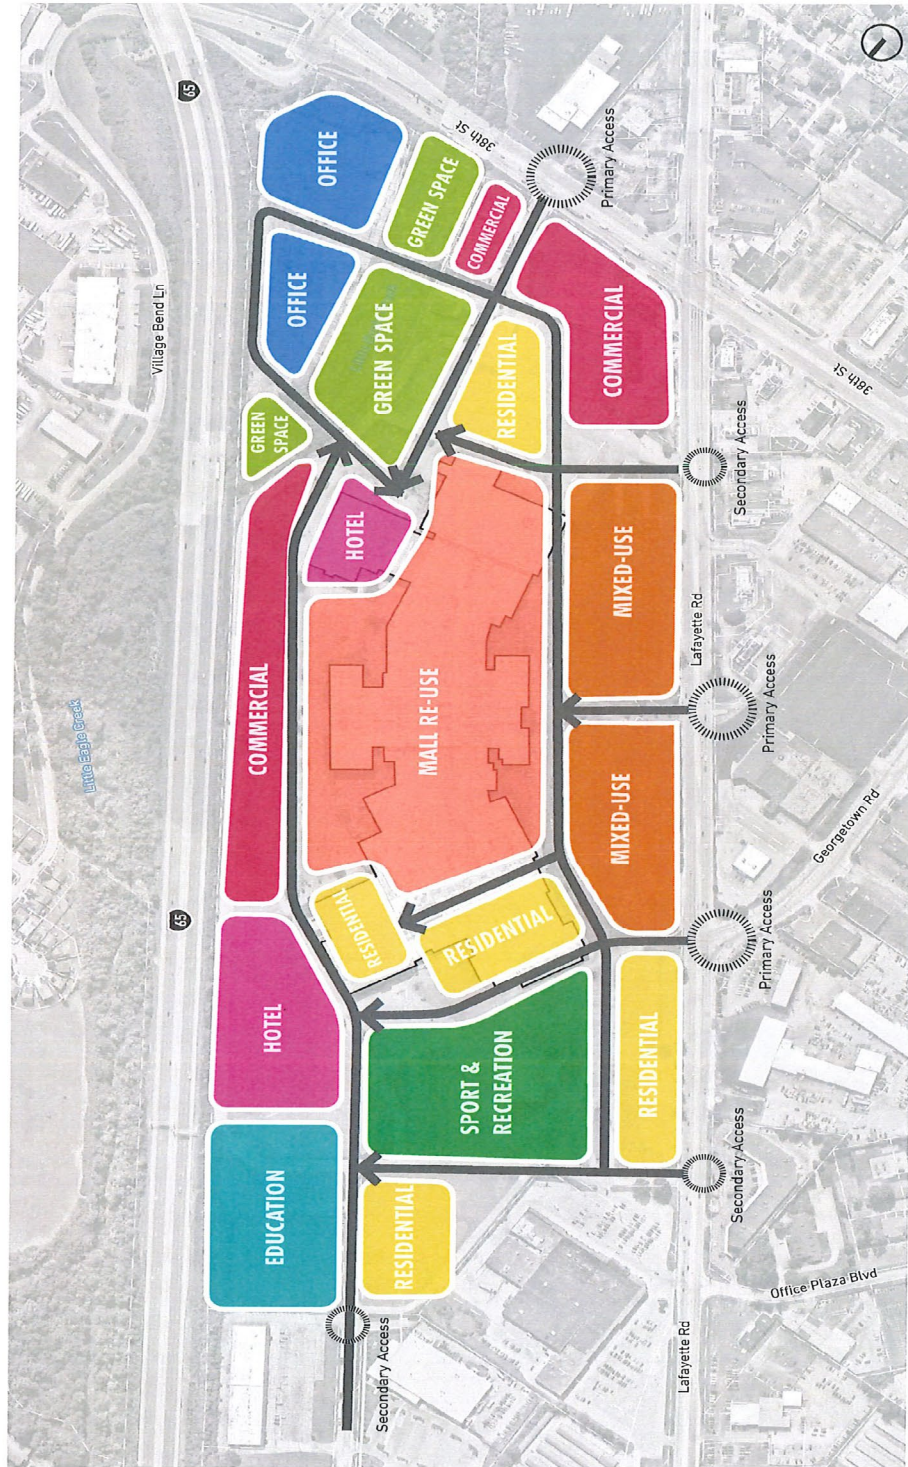 Little Eagle Creek
Village Bend Ln
65
65
EDUCATION
HOTEL
COMMERCIAL
GREEN
SPACE
OFFICE
OFFICE
HOTEL
GREEN SPACE
GREEN SPACE
COMMERCIAL
38th St
RESIDENTIAL
RESIDENTIAL
MALL RE-USE
RESIDENTIAL
RESIDENTIAL
SPORT &
RECREATION
Secondary Access
COMMERCIAL
Primary Access
RESIDENTIAL
MIXED-USE
MIXED-USE
Lafayette Rd
Lafayette Rd
Secondary Access
Primary Access
Primary Access
Secondary Access
38th St
Office Plaza Blvd
Georgetown Rd